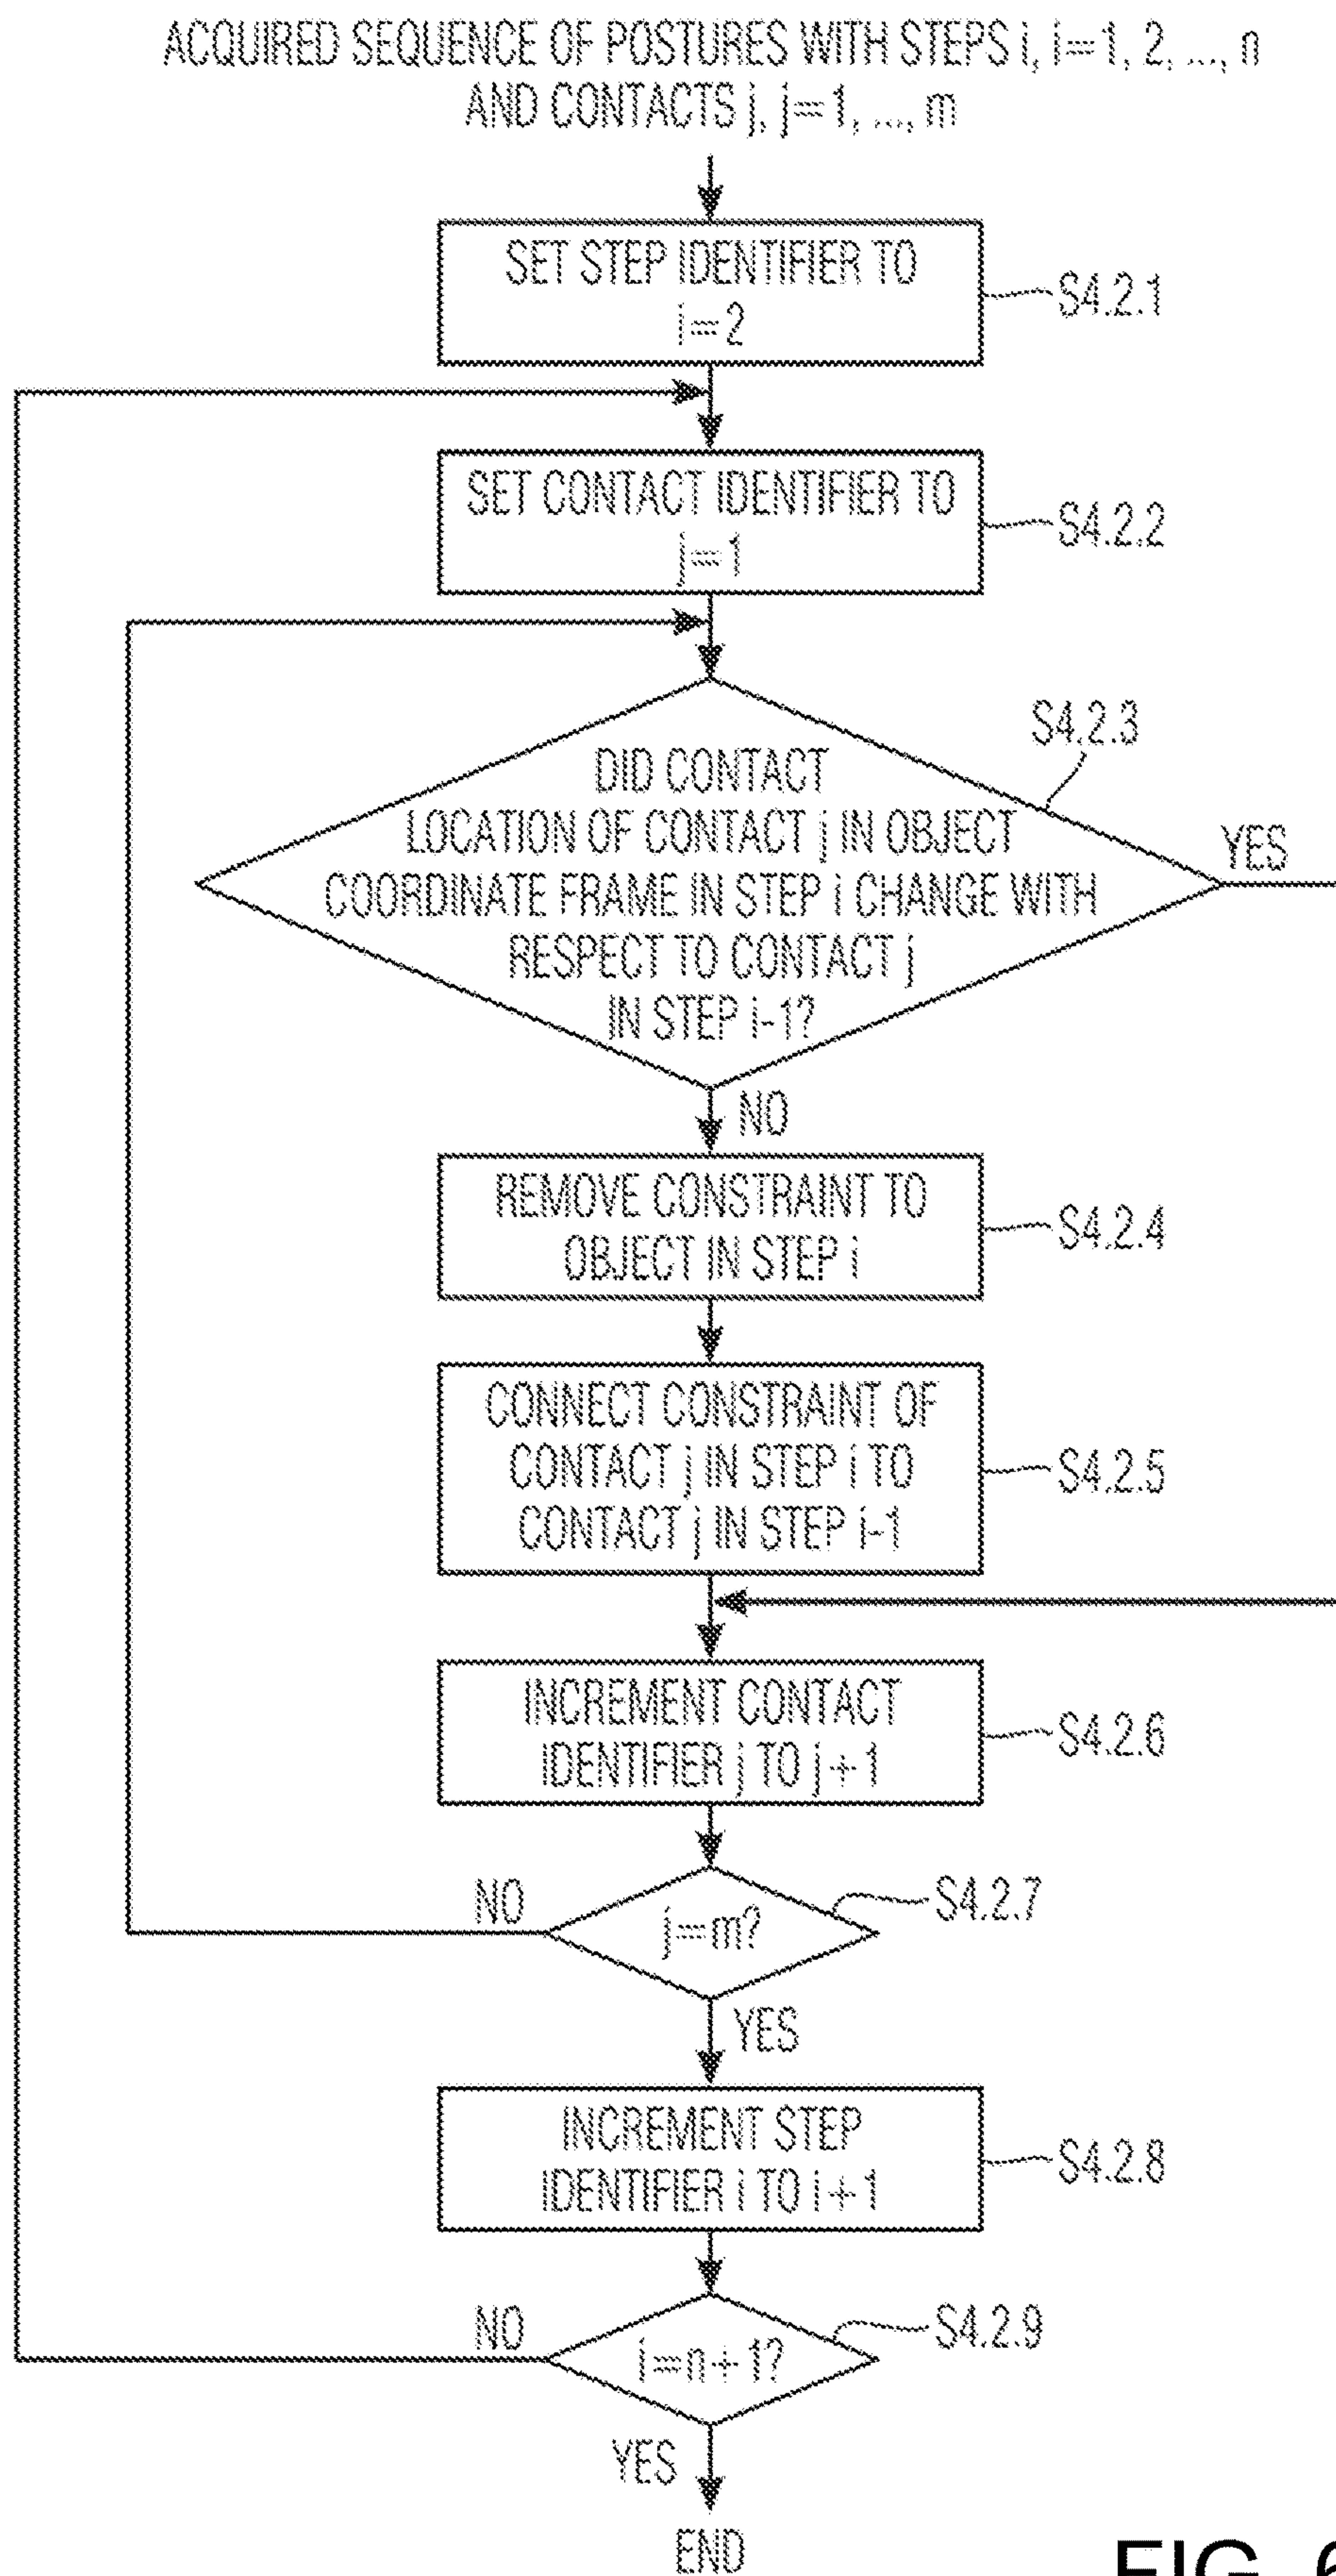 ACQUIRED SEQUENCE OF POSTURES WITH STEPS i, i=1, 2, ..., n
AND CONTACTS j, j=1, ..., m
SET STEP IDENTIFIER TO
i=2
S4.2.1
SET CONTACT IDENTIFIER TO
j=1
S4.2.2
S4.2.3
DID CONTACT
LOCATION OF CONTACT j IN OBJECT
COORDINATE FRAME IN STEP i CHANGE WITH
RESPECT TO CONTACT j
IN STEP i-1?
YES
NO
REMOVE CONSTRAINT TO
OBJECT IN STEP i
S4.2.4
CONNECT CONSTRAINT OF
CONTACT j IN STEP i TO
CONTACT j IN STEP i-1
S4.2.5
INCREMENT CONTACT
IDENTIFIER j TO j+1
S4.2.6
NO
j=m?
S4.2.7
YES
INCREMENT STEP
IDENTIFIER i TO i+1
S4.2.8
NO
i=n+1?
S4.2.9
YES
END
FIG. 6